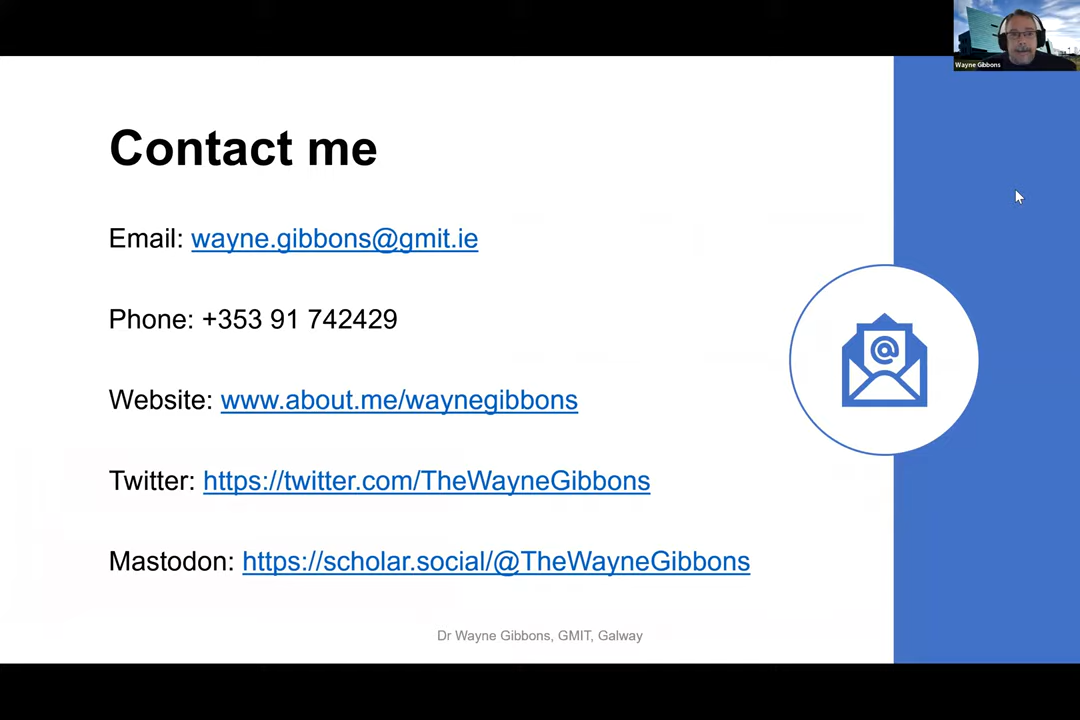 Wayne Gibbons
Contact me
Email: wayne.gibbons@gmit.ie
Phone: +353 91 742429
Website: www.about.me/waynegibbons
Twitter: https://twitter.com/TheWayneGibbons
Mastodon: https://scholar.social/@TheWayneGibbons
@
Dr Wayne Gibbons, GMIT, Galway